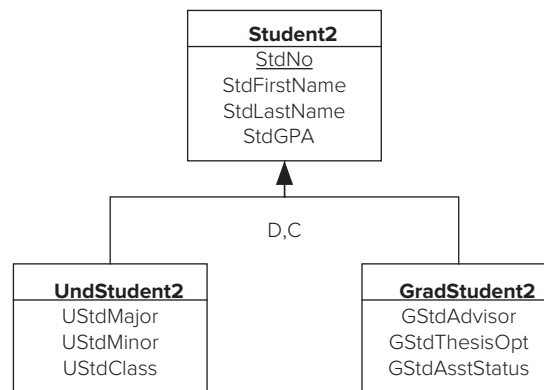 Student2
StdNo
StdFirstName
StdLastName
StdGPA
D,C
UndStudent2
UStdMajor
UStdMinor
UStdClass
GradStudent2
GStdAdvisor
GStdThesisOpt
GStdAsstStatus